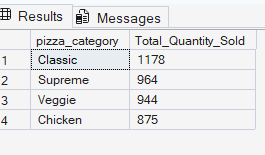 Results Messages
pizza_category Total_Quantity_Sold
1 Classic 1178
2 Supreme 964
3 Veggie 944
4 Chicken 875